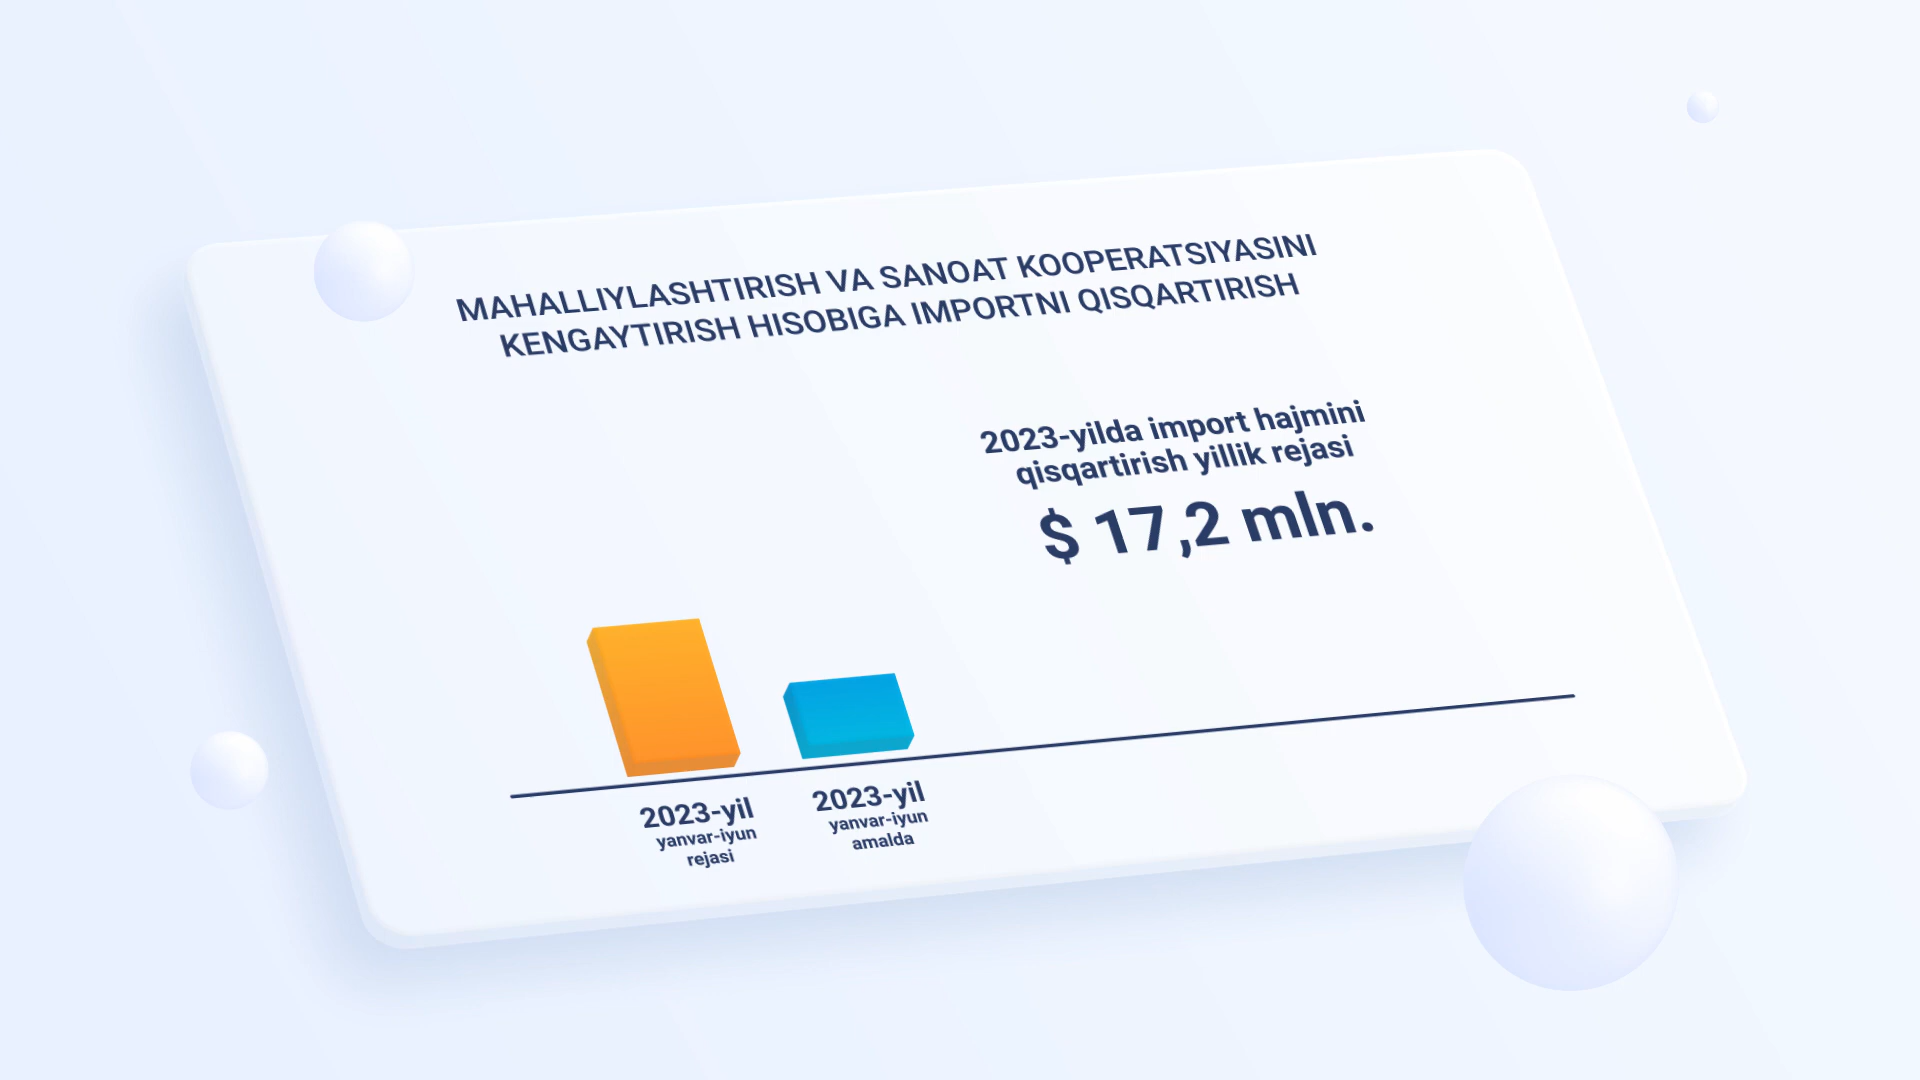 MAHALLIYLASHTIRISH VA SANOAT KOOPERATSIYASINI
KENGAYTIRISH HISOBIGA IMPORTNI QISQARTIRISH
2023-yilda import hajmini
qisqartirish yillik rejasi
$ 17,2 mln.
2023-yil
yanvar-iyun
rejasi
2023-yil
yanvar-iyun
amalda